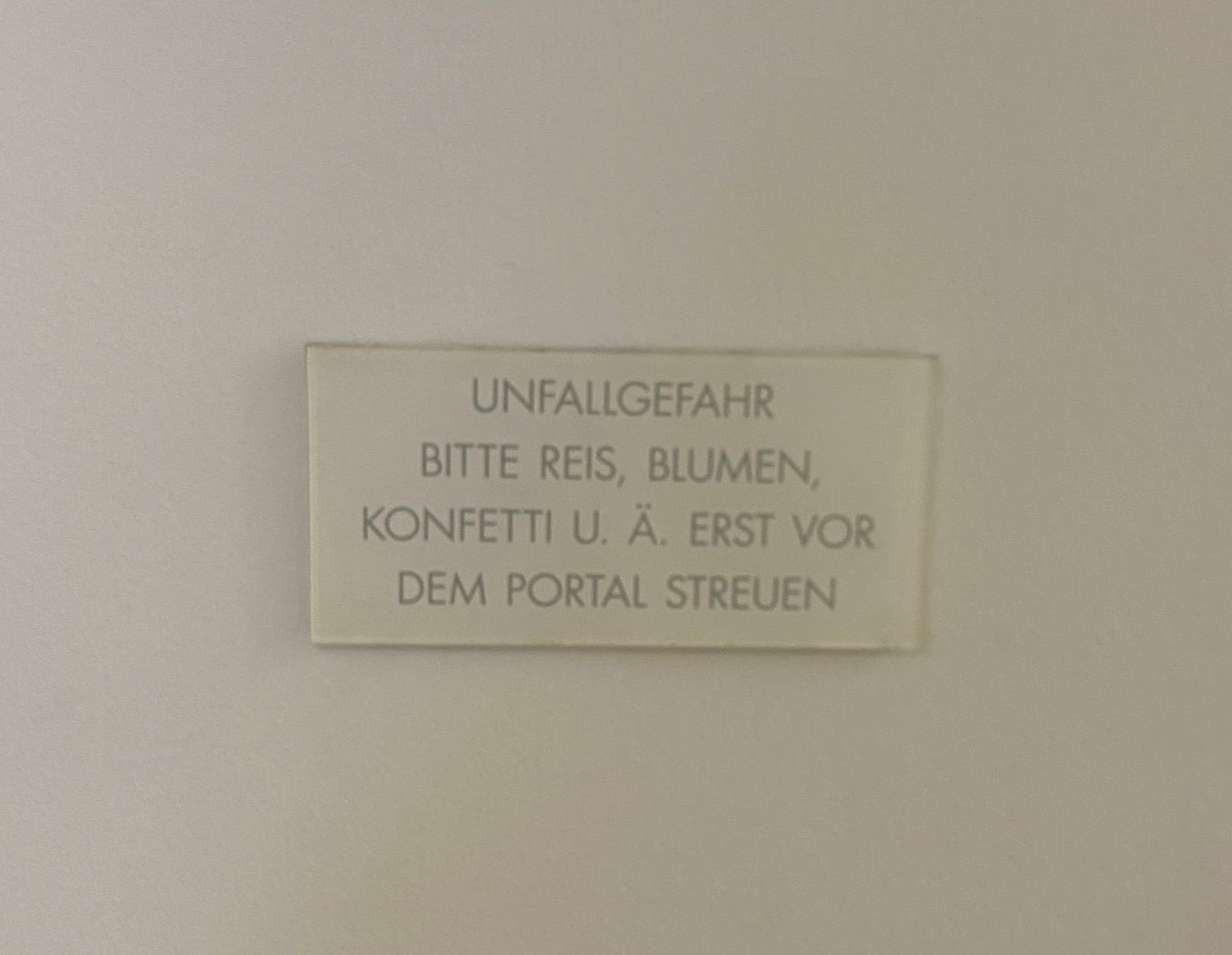 UNFALLGEFAHR
BITTE REIS, BLUMEN,
KONFETTI U. Ä. ERST VOR
DEM PORTAL STREUEN